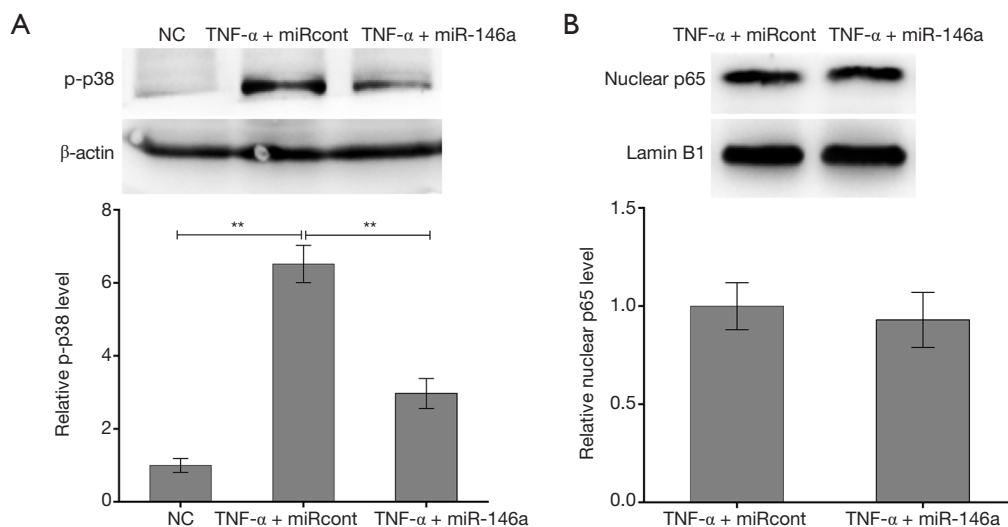 A
NC TNF-α + miRcont TNF-α + miR-146a
p-p38
β-actin
8
6
4
2
0
Relative p-p38 level
** **
NC TNF-α + miRcont TNF-α + miR-146a
B
TNF-α + miRcont TNF-α + miR-146a
Nuclear p65
Lamin B1
1.5
1.0
0.5
0.0
Relative nuclear p65 level
TNF-α + miRcont TNF-α + miR-146a